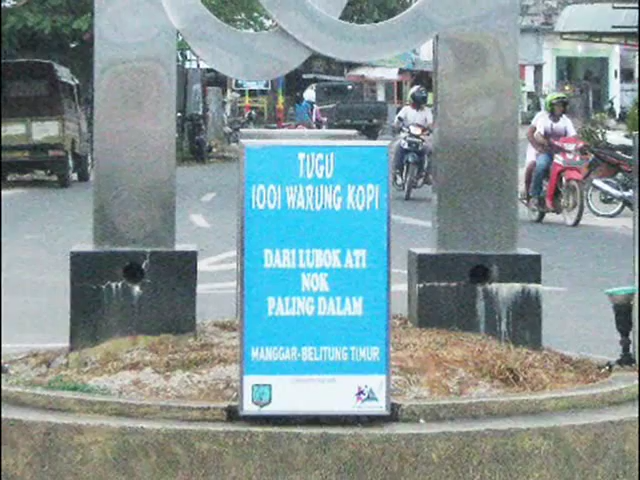 TUGU
1001 WARUNG KOPI
DARI LUBOK ATI
NOK
PALING DALAM
MANGGAR-BELITUNG TIMUR